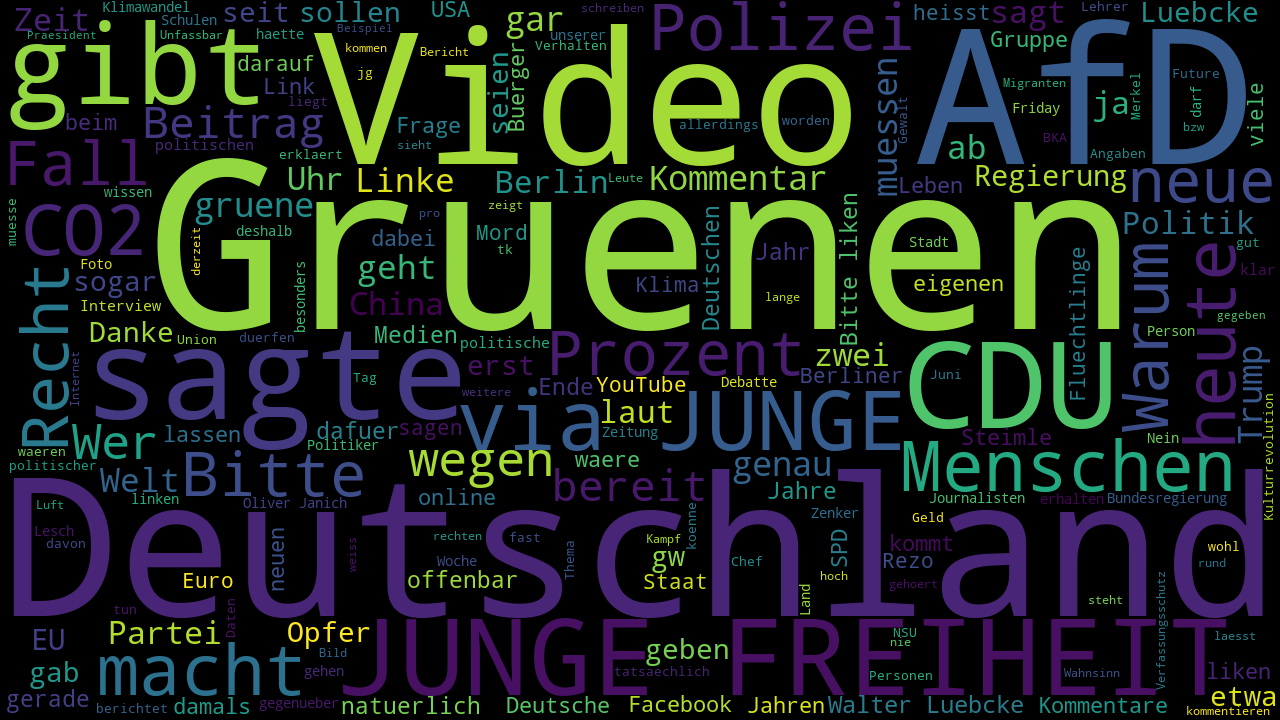 Zeit
Klimawandel
Schulen
seit
sollen
USA
gar
schreiben
Polizei
heisst
sagt
Lehrer
Luebcke
Praesident
Unfassbar
haette
Beispiel
unserer
gibt
Video
AfD
kommen
Bericht
Verhalten
Gruppe
darauf
jg
Link
liegt
seien
Buerger
muessen
Gewalt
Migranten
Future
Merkel
darf
viele
beim
Beitrag
politischen
Frage
sieht
allerdings
worden
Friday
ja
bzw
BKA
ab
Angaben
Fall
erklaert
Uhr
Linke
Berlin
Leute
Kommentar
Leben
Regierung
neue
wissen
muesse
CO2
gruene
deshalb
derzeit
Gruenen
pro
zeigt
dabei
Mord
tk
Deutschen
Jahr
Bitte liken
Stadt
Politik
gut
Foto
sogar
besonders
geht
Klima
lange
eigenen
Fluechtlinge
Warum
heute
klar
Recht
Interview
China
gegeben
Danke
Union
duerfen
Medien
politische
Prozent
zwei
CDU
Person
Trump
Internet
sagte
Tag
erst
weitere
Ende
YouTube
Debatte
Berliner
Juni
Kulturrevolution
via
laut
JUNGE
waeren
Wer
lassen
dafuer
sagen
Zeitung
Steimle
Nein
politischer
Politiker
wegen
waere
genau
Menschen
Welt
Bitte
bereit
linken
Oliver Janich
online
Jahre
Journalisten
erhalten
Bundesregierung
Luft
Deutschland
Zenker
Geld
koenne
Lesch
davon
neuen
weiss
rechten
fast
Thema
Kampf
SPD
kommt
wohl
Woche
gw
Chef
Rezo
rund
Euro
offenbar
Staat
hoch
gehoert
Land
steht
Verfassungsschutz
tun
Daten
EU
Partei
Opfer
JUNGE FREIHEIT
NSU
nie
laesst
Bild
geben
gab
macht
gehen
tatsaechlich
Personen
Wahnsinn
liken
gerade
berichtet
damals
gegenueber
natuerlich
Deutsche
Facebook
Jahren
Walter Luebcke
Kommentare
etwa
kommentieren